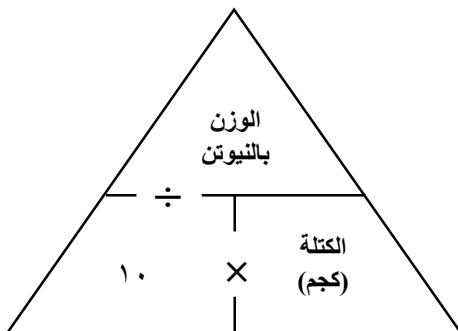 الوزن
بالنيوتن
÷
الكتلة
(كجم)
×
١٠